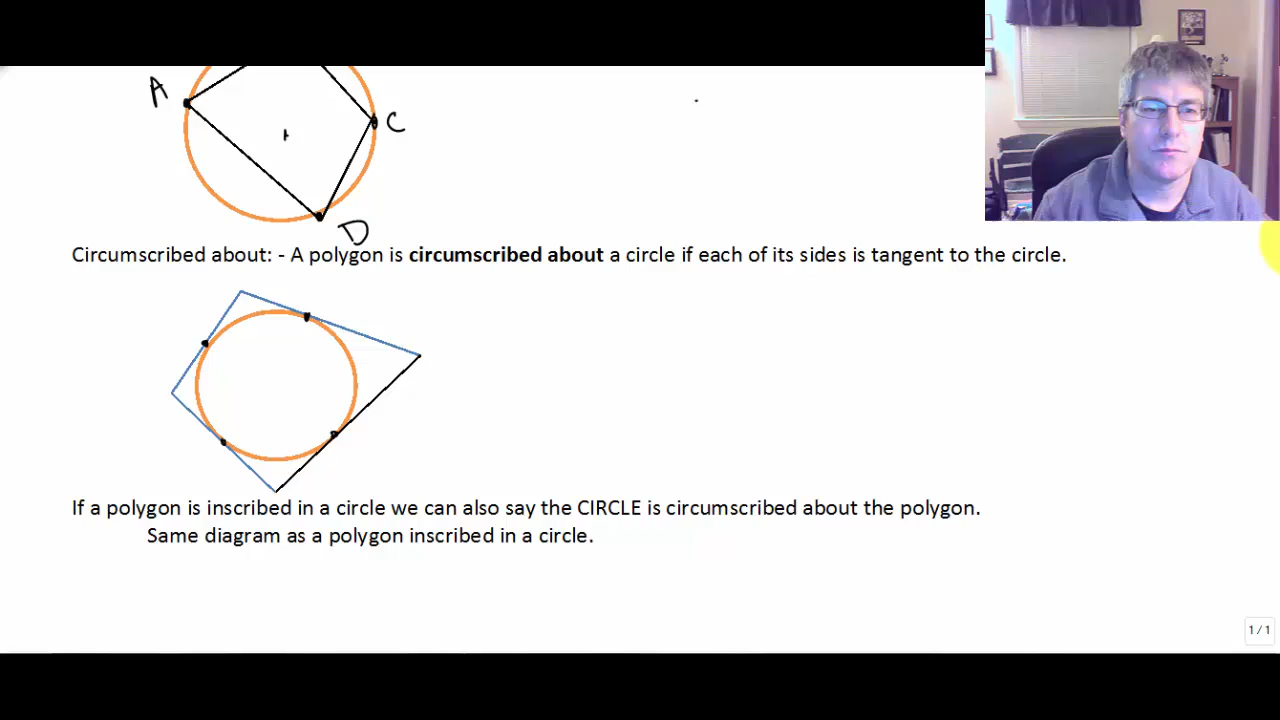 A
C
D
Circumscribed about: - A polygon is circumscribed about a circle if each of its sides is tangent to the circle.
If a polygon is inscribed in a circle we can also say the CIRCLE is circumscribed about the polygon.
Same diagram as a polygon inscribed in a circle.
1 / 1